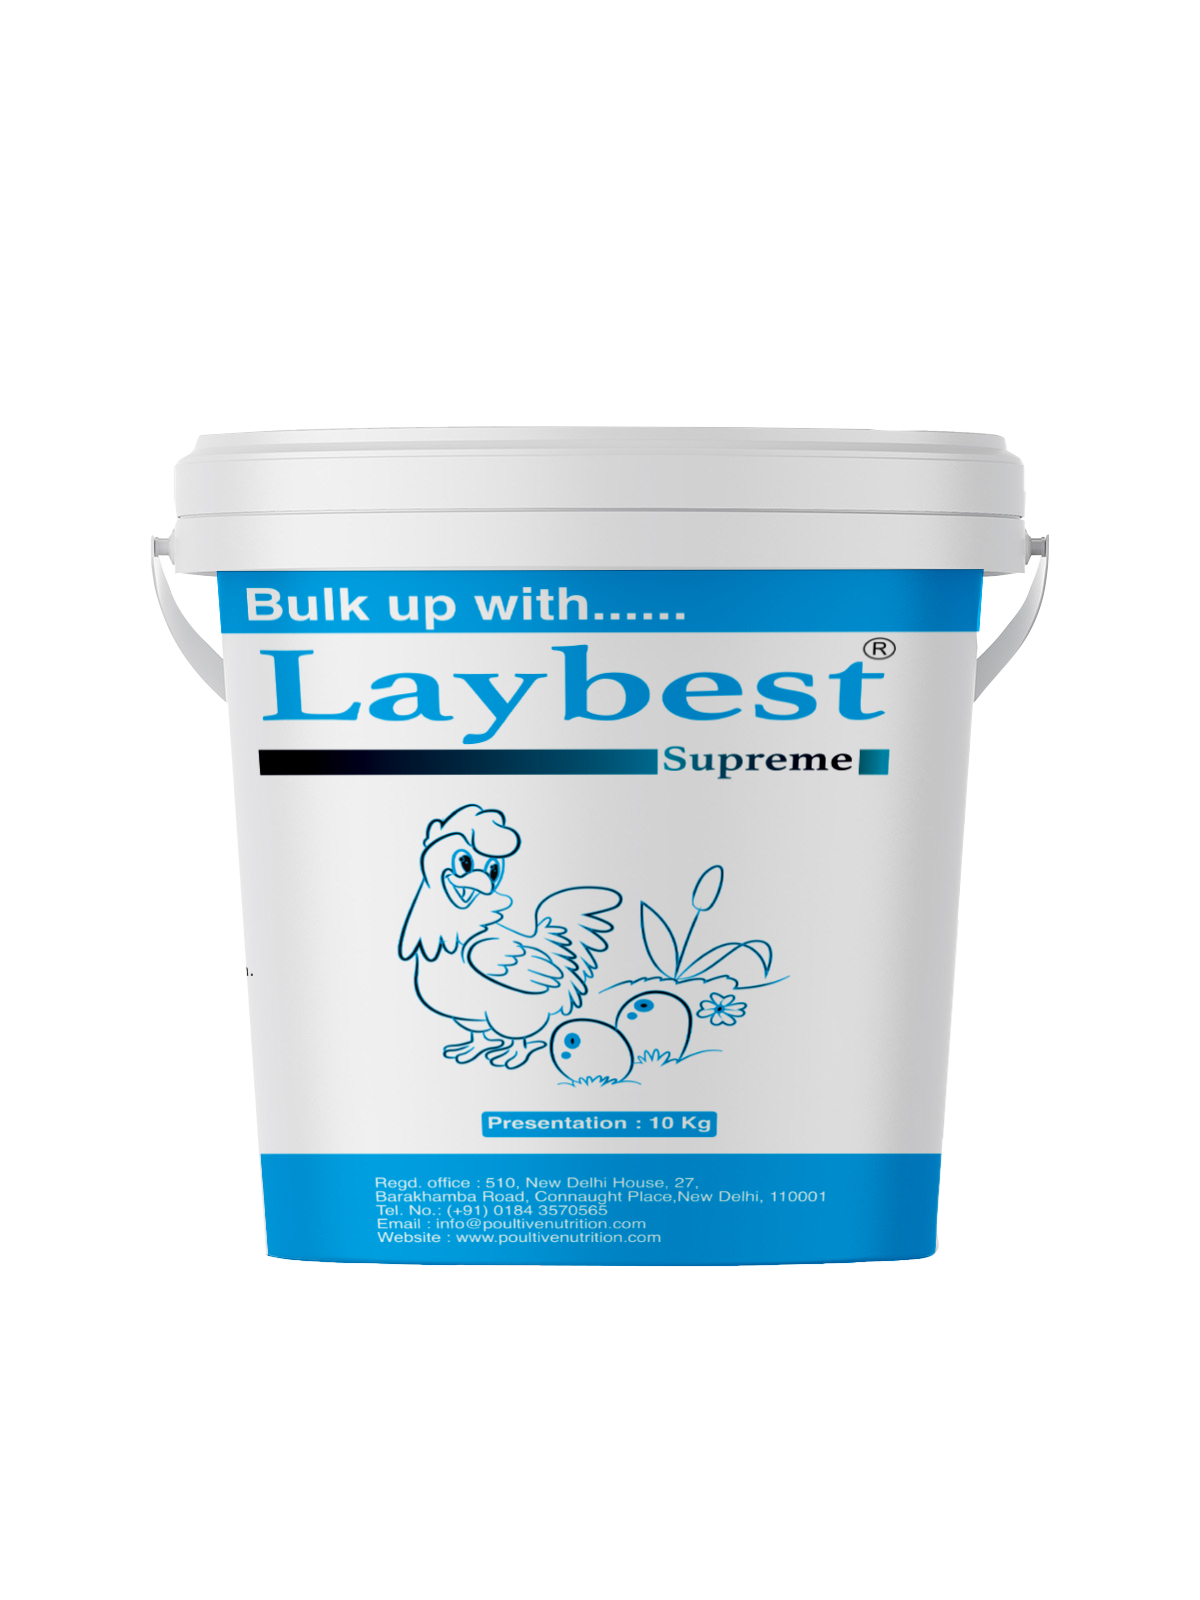 Bulk up with......
Laybest®
Supreme
.
Presentation : 10 Kg
Regd. office : 510, New Delhi House, 27,
Barakhamba Road, Connaught Place,New Delhi, 110001
Tel. No.: (+91) 0184 3570565
Email : info@poultivenutrition.com
Website : www.poultivenutrition.com